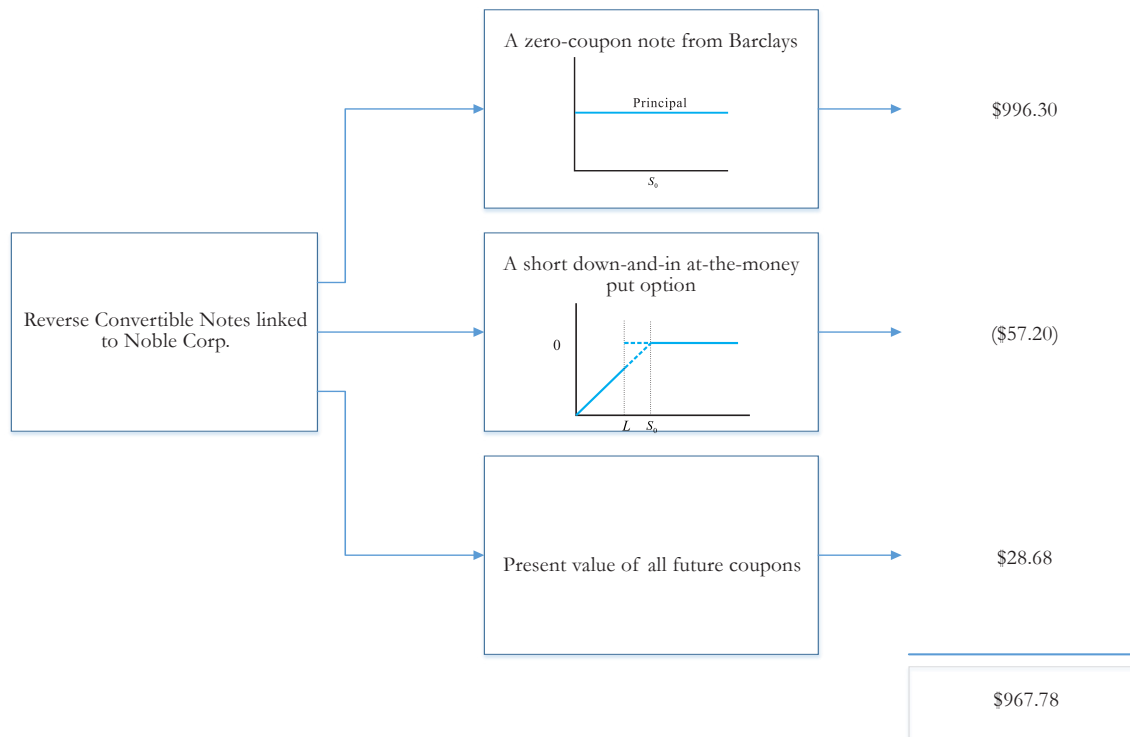 A zero-coupon note from Barclays
Principal
S₀
$996.30
Reverse Convertible Notes linked
to Noble Corp.
A short down-and-in at-the-money
put option
0
L S₀
($57.20)
Present value of all future coupons
$28.68
$967.78